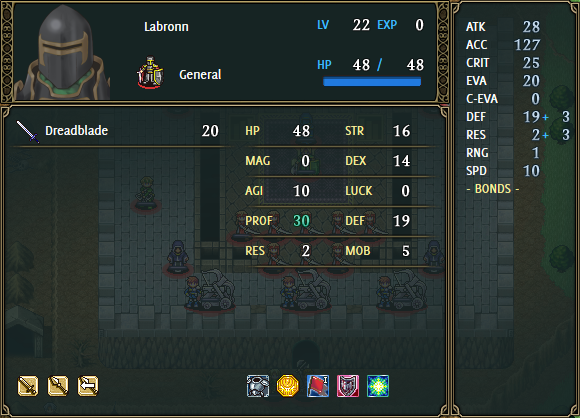 Labronn LV 22 EXP 0
General HP 48 / 48
Dreadblade 20
HP 48 STR 16
MAG 0 DEX 14
AGI 10 LUCK 0
PROF 30 DEF 19
RES 2 MOB 5
ATK 28
ACC 127
CRIT 25
EVA 20
C-EVA 0
DEF 19 + 3
RES 2 + 3
RNG 1
SPD 10
- BONDS -